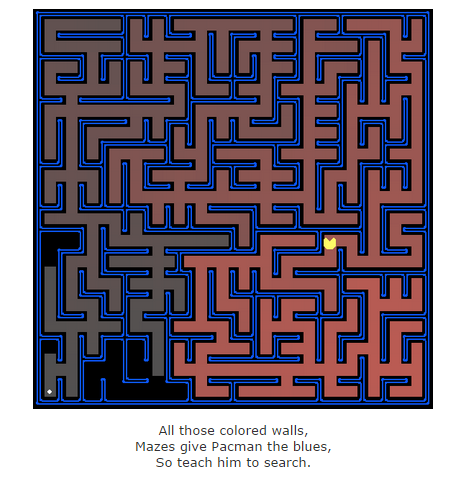 All those colored walls,
Mazes give Pacman the blues,
So teach him to search.